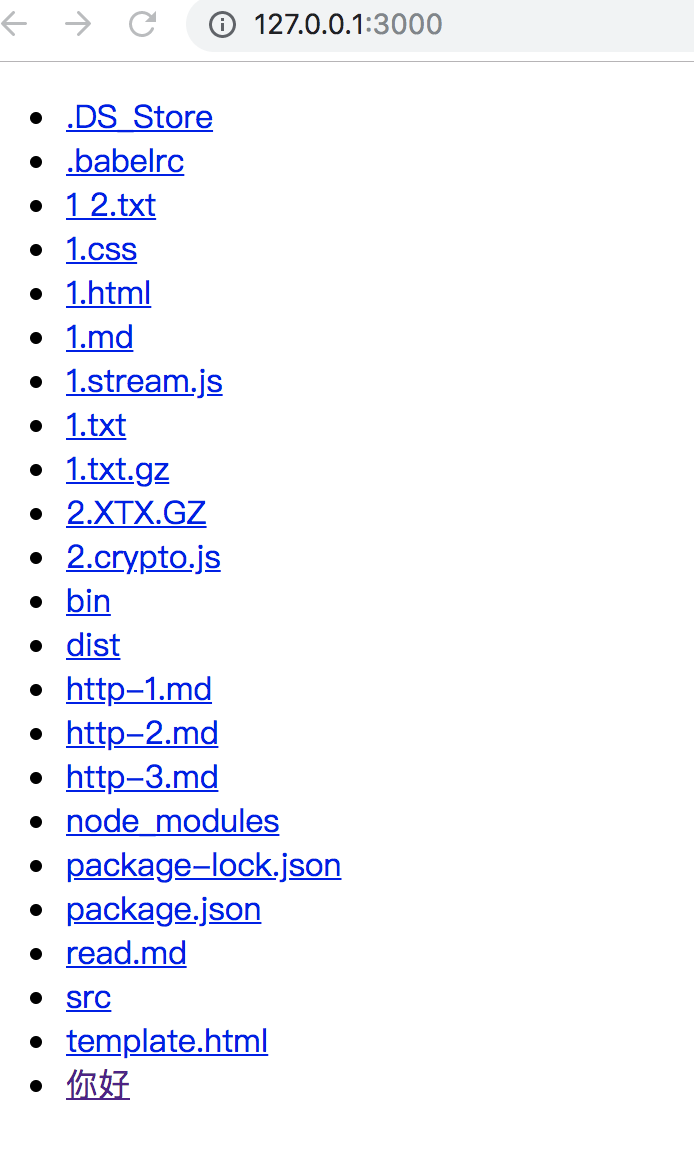 127.0.0.1:3000
.DS_Store
.babelrc
1 2.txt
1.css
1.html
1.md
1.stream.js
1.txt
1.txt.gz
2.XTX.GZ
2.crypto.js
bin
dist
http-1.md
http-2.md
http-3.md
node_modules
package-lock.json
package.json
read.md
src
template.html
你好